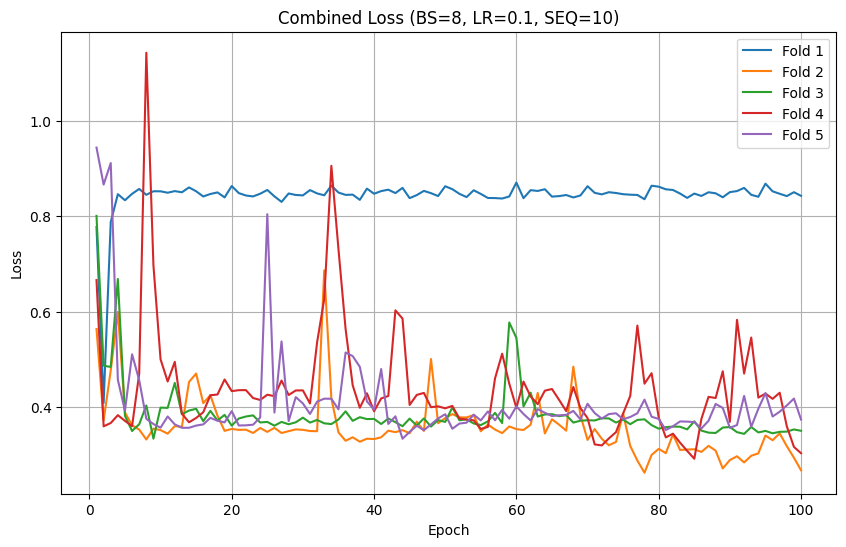 Combined Loss (BS=8, LR=0.1, SEQ=10)
Fold 1
Fold 2
Fold 3
Fold 4
Fold 5
1.0
0.8
0.6
0.4
Loss
0
20
40
60
80
100
Epoch